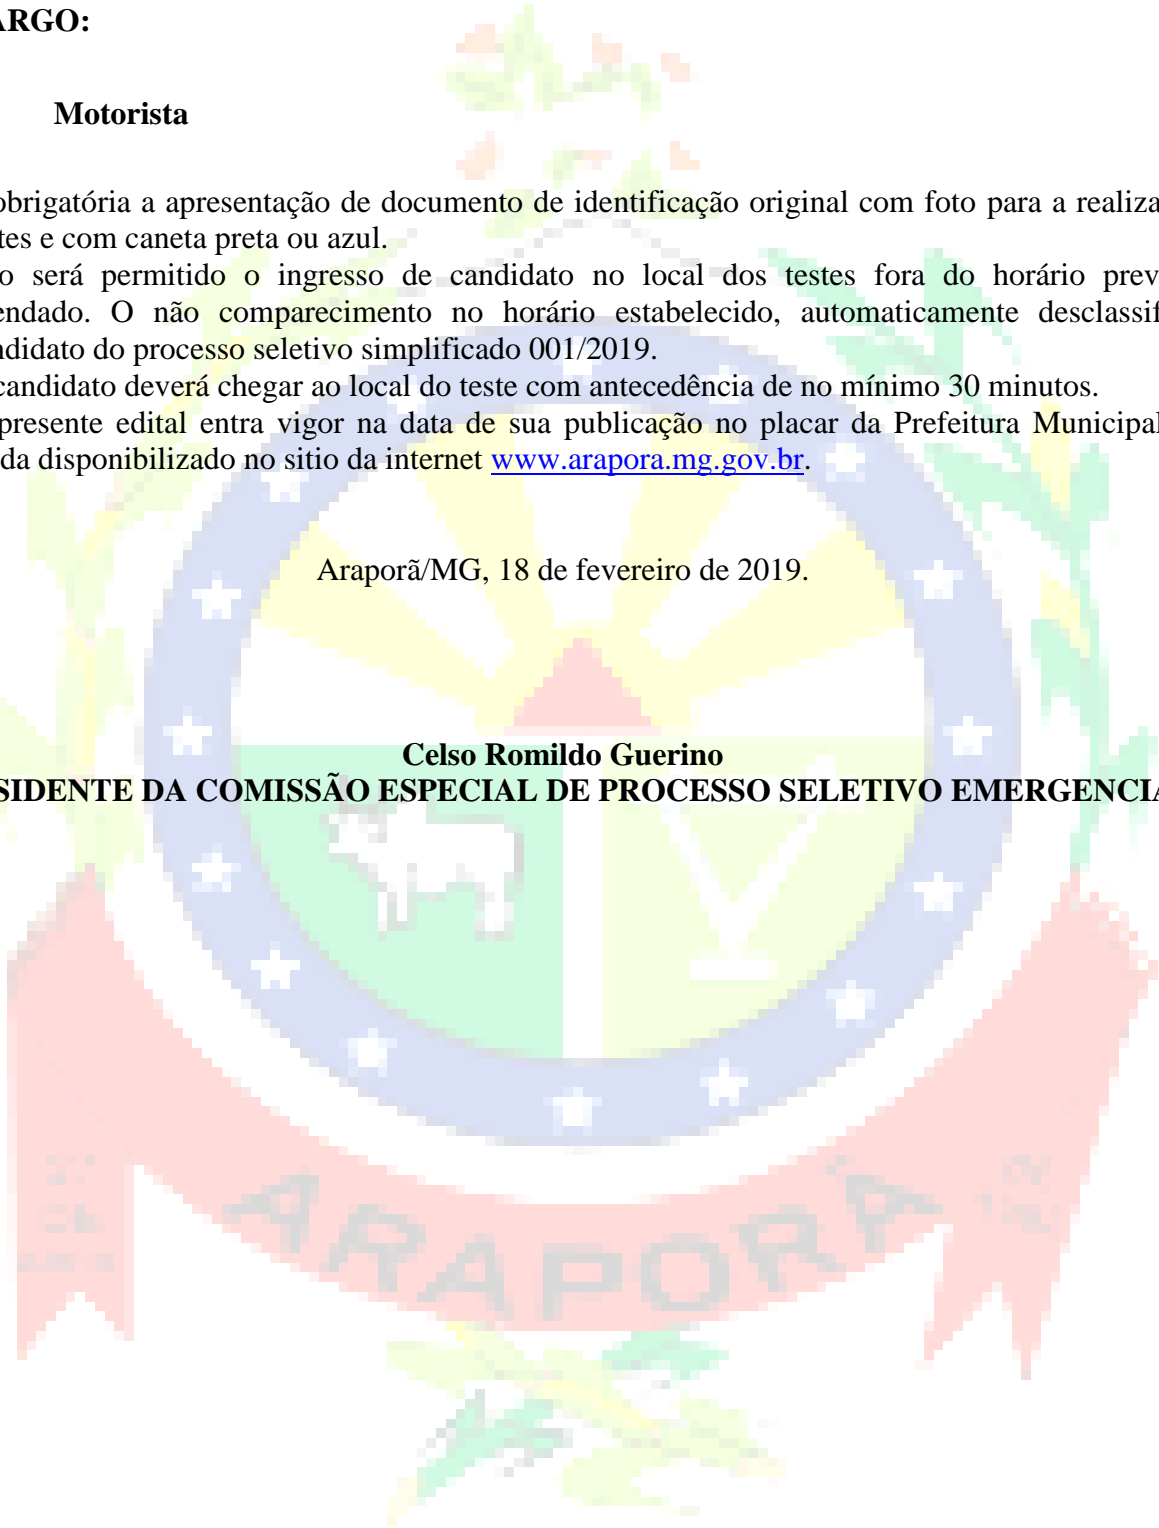 ARGO:
Motorista
obrigatória a apresentação de documento de identificação original com foto para a realiza
tes e com caneta preta ou azul.
o será permitido o ingresso de candidato no local dos testes fora do horário prev
endado. O não comparecimento no horário estabelecido, automaticamente desclassif
ndidato do processo seletivo simplificado 001/2019.
candidato deverá chegar ao local do teste com antecedência de no mínimo 30 minutos.
presente edital entra vigor na data de sua publicação no placar da Prefeitura Municipal
da disponibilizado no sitio da internet www.arapora.mg.gov.br.
Araporã/MG, 18 de fevereiro de 2019.
Celso Romildo Guerino
SIDENTE DA COMISSÃO ESPECIAL DE PROCESSO SELETIVO EMERGENCIA
ARAPORÃ